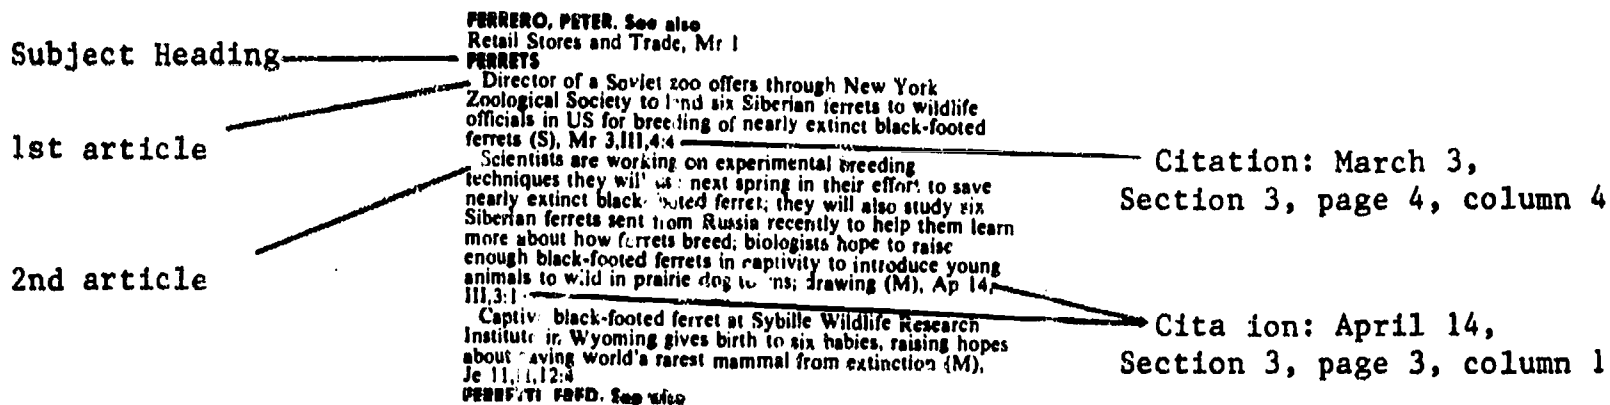 FERRERO, PETER. See also
Retail Stores and Trade, Mr 1
Subject Heading
FERRETS
Director of a Soviet zoo offers through New York
Zoological Society to lend six Siberian ferrets to wildlife
officials in US for breeding of nearly extinct black-footed
ferrets (S), Mr 3,III,4:4
1st article
Citation: March 3,
Section 3, page 4, column 4
Scientists are working on experimental breeding
techniques they will next spring in their effort to save
nearly extinct black- ferret; they will also study six
Siberian ferrets sent from Russia recently to help them learn
more about how ferrets breed; biologists hope to raise
enough black-footed ferrets in captivity to introduce young
animals to wild in prairie dog drawing (M), Ap 14,
III,3:1
2nd article
Cita ion: April 14,
Section 3, page 3, column 1
Captiv black-footed ferret at Sybille Wildlife Research
Institute in Wyoming gives birth to six babies, raising hopes
about aving world's rarest mammal from extinction (M),
Je 11, 12:4
FRED. See also